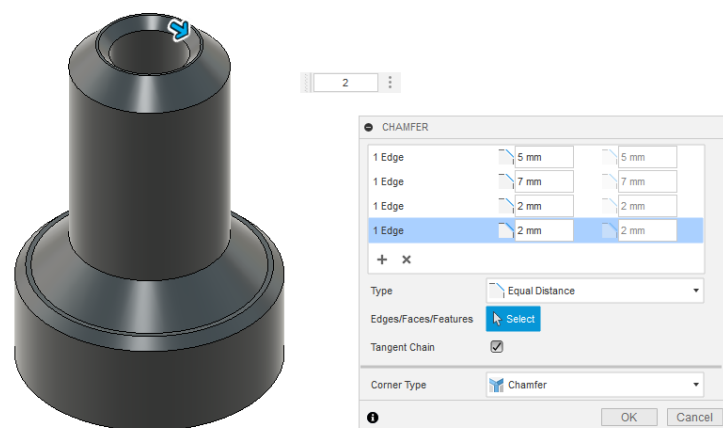 2
CHAMFER
1 Edge 5 mm 5 mm
1 Edge 7 mm 7 mm
1 Edge 2 mm 2 mm
1 Edge 2 mm 2 mm
Type Equal Distance
Edges/Faces/Features Select
Tangent Chain
Corner Type Chamfer
OK Cancel